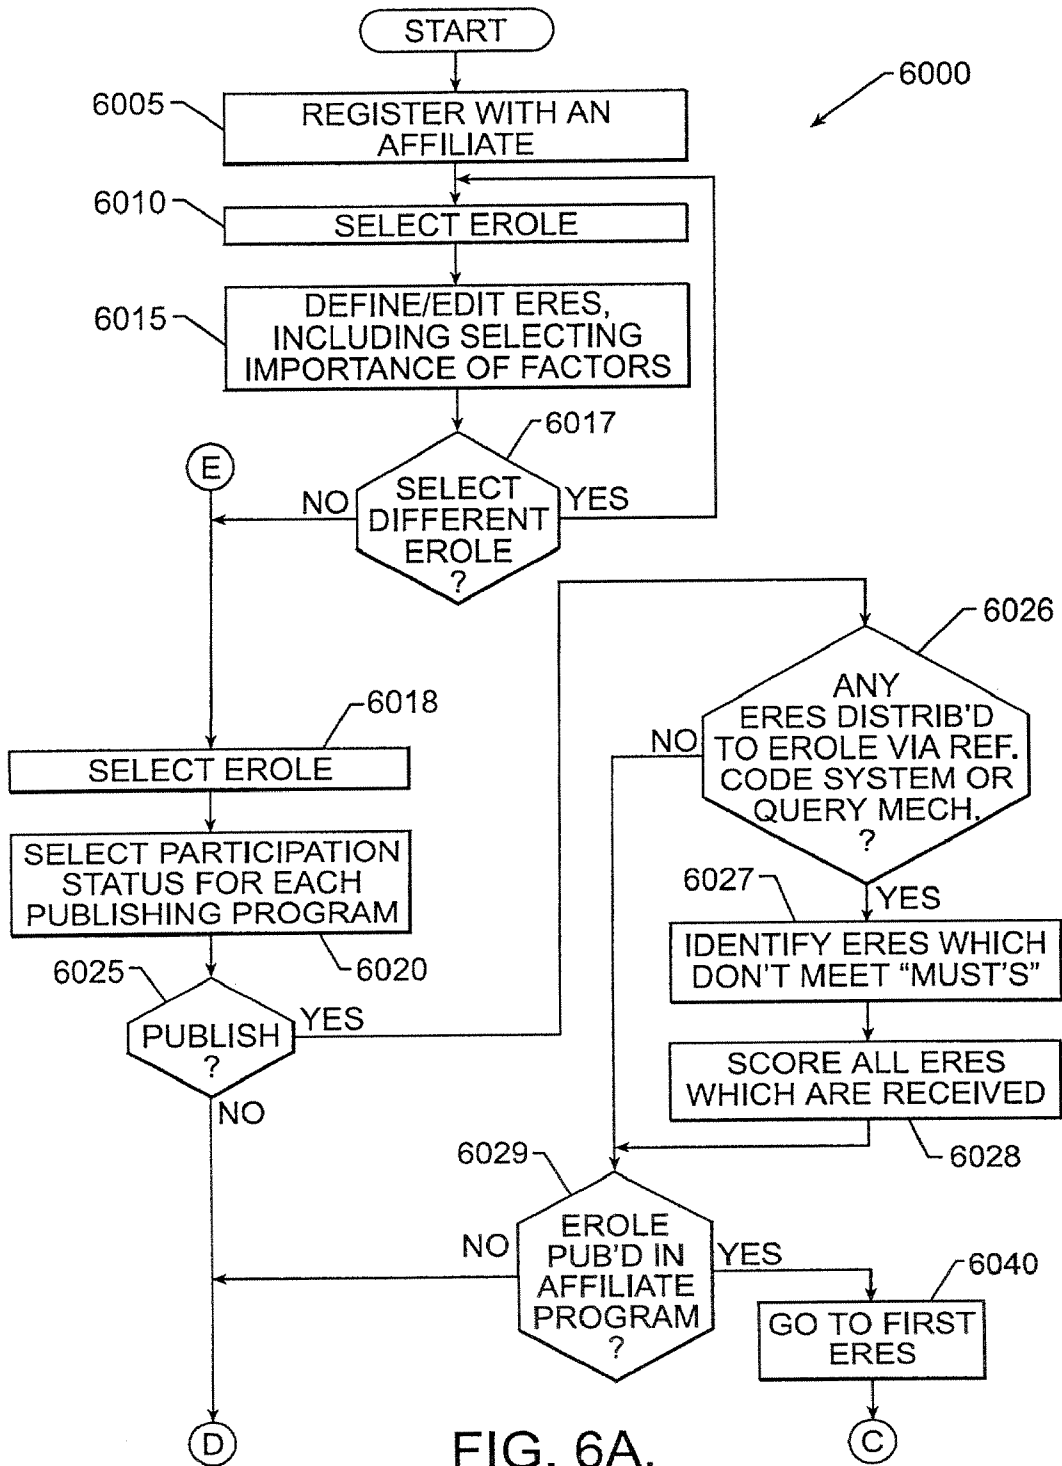 START
6000
6005
REGISTER WITH AN
AFFILIATE
6010
SELECT EROLE
6015
DEFINE/EDIT ERES,
INCLUDING SELECTING
IMPORTANCE OF FACTORS
6017
E
NO
SELECT
DIFFERENT
EROLE
?
YES
6026
ANY
ERES DISTRIB'D
TO EROLE VIA REF.
CODE SYSTEM OR
QUERY MECH.
?
NO
YES
6018
SELECT EROLE
SELECT PARTICIPATION
STATUS FOR EACH
PUBLISHING PROGRAM
6020
6025
PUBLISH
?
YES
NO
6027
IDENTIFY ERES WHICH
DON'T MEET “MUST'S”
SCORE ALL ERES
WHICH ARE RECEIVED
6028
6029
EROLE
PUB'D IN
AFFILIATE
PROGRAM
?
NO
YES
6040
GO TO FIRST
ERES
D
C
FIG. 6A.